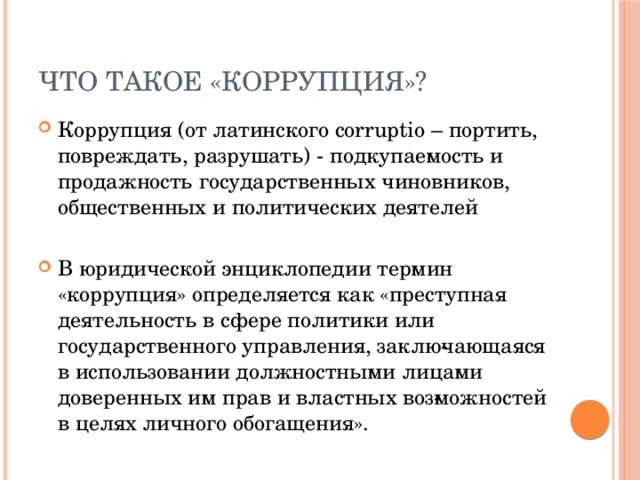 ЧТО ТАКОЕ «КОРРУПЦИЯ»?
Коррупция (от латинского corruptio – портить,
повреждать, разрушать) - подкупаемость и
продажность государственных чиновников,
общественных и политических деятелей
В юридической энциклопедии термин
«коррупция» определяется как «преступная
деятельность в сфере политики или
государственного управления, заключающаяся
в использовании должностными лицами
доверенных им прав и властных возможностей
в целях личного обогащения».